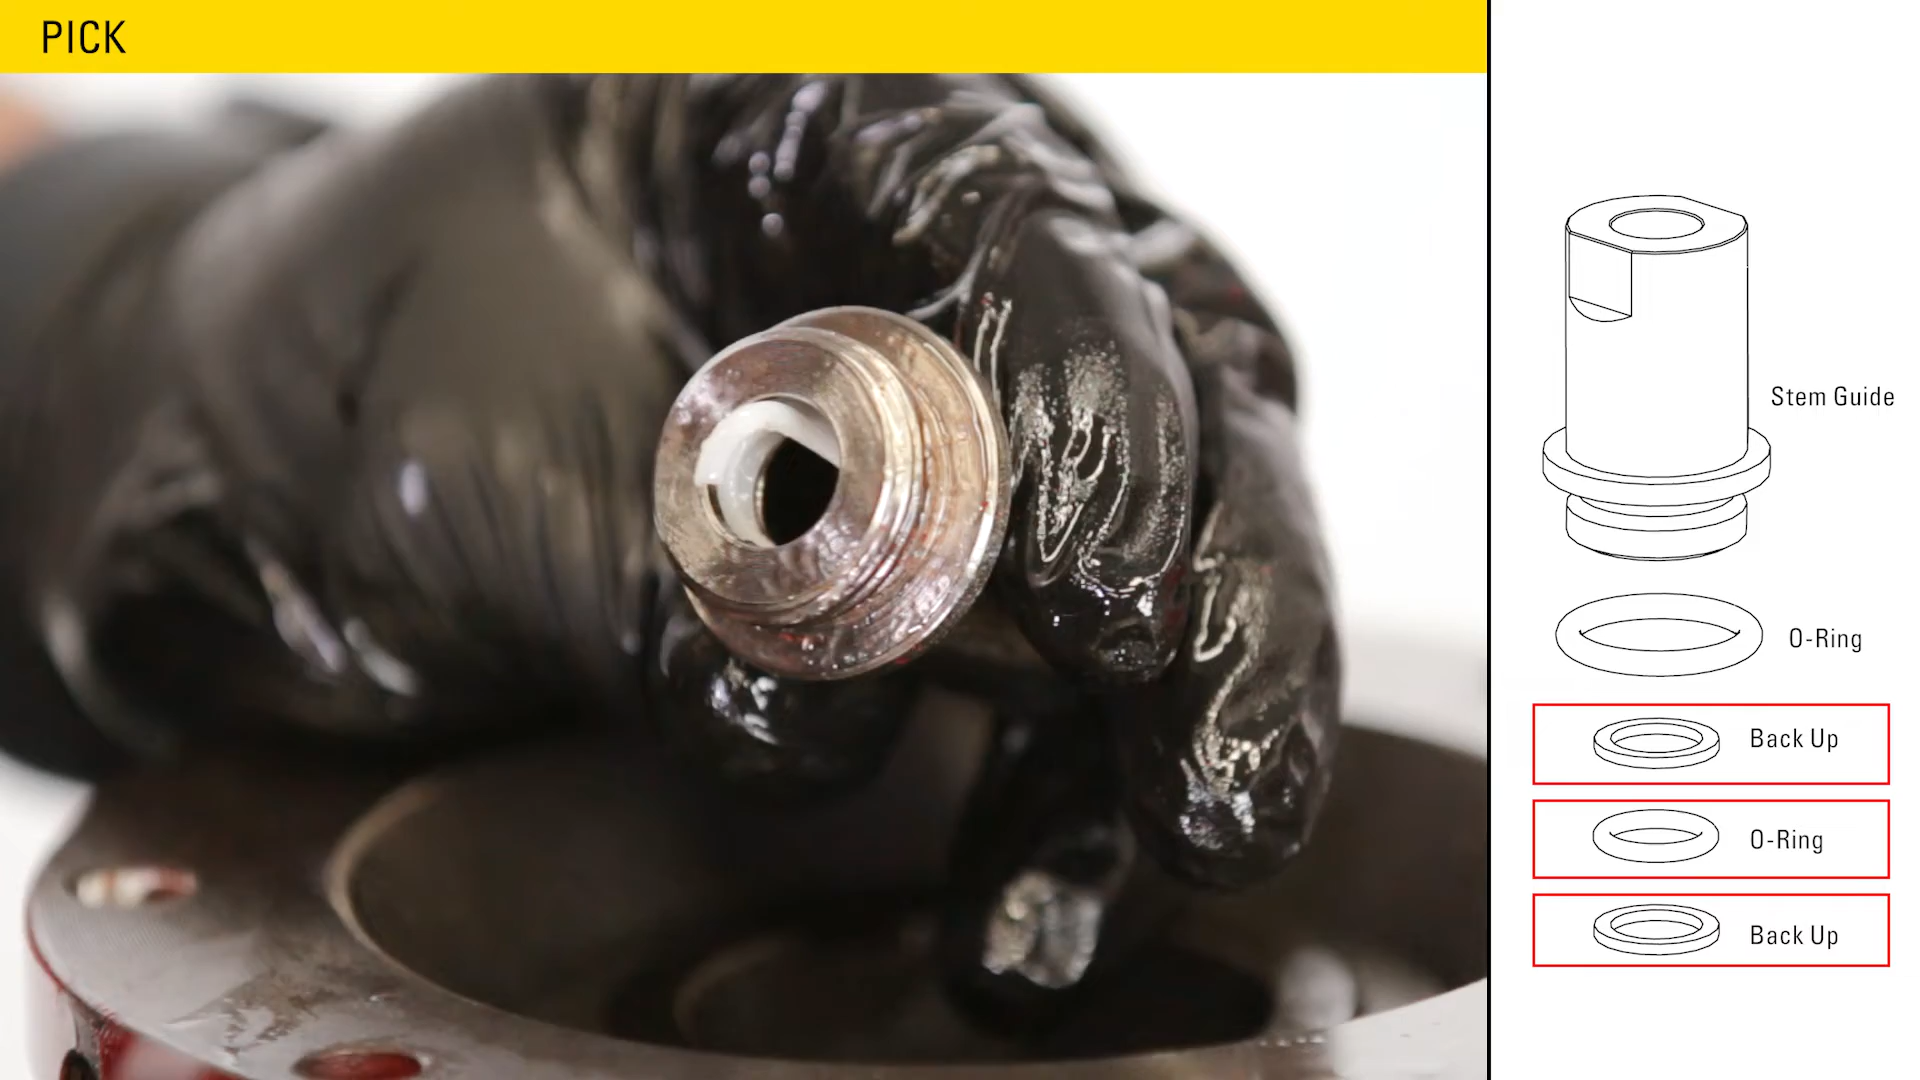 PICK
Stem Guide
O-Ring
Back Up
O-Ring
Back Up